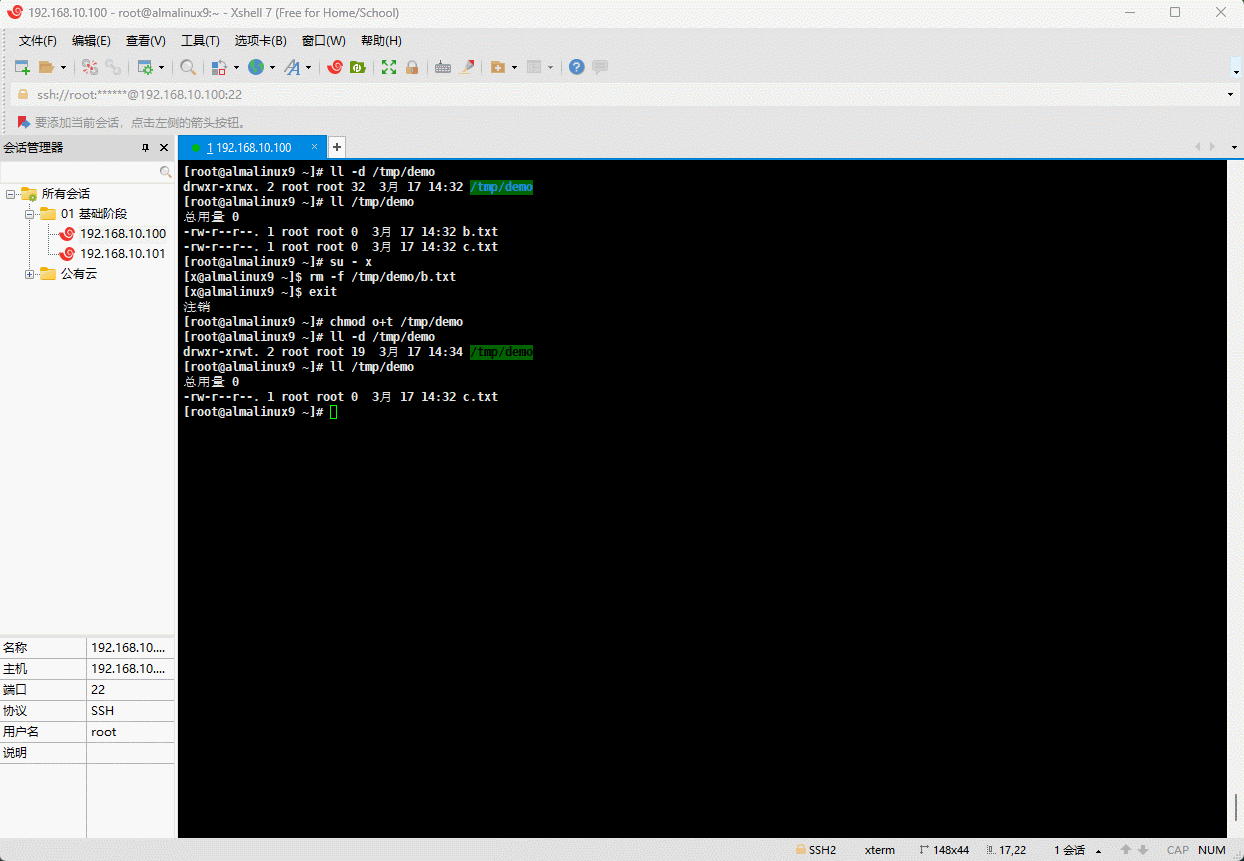 192.168.10.100 - root@almalinux9:~ - Xshell 7 (Free for Home/School)
文件(F) 编辑(E) 查看(V) 工具(T) 选项卡(B) 窗口(W) 帮助(H)
ssh://root:******@192.168.10.100:22
要添加当前会话，点击左侧的箭头按钮。
会话管理器
1 192.168.10.100
所有会话
01 基础阶段
192.168.10.100
192.168.10.101
公有云
[root@almalinux9 ~]# ll -d /tmp/demo
drwxr-xrwx. 2 root root 32  3月 17 14:32 /tmp/demo
[root@almalinux9 ~]# ll /tmp/demo
总用量 0
-rw-r--r--. 1 root root 0  3月 17 14:32 b.txt
-rw-r--r--. 1 root root 0  3月 17 14:32 c.txt
[root@almalinux9 ~]# su - x
[x@almalinux9 ~]$ rm -f /tmp/demo/b.txt
[x@almalinux9 ~]$ exit
注销
[root@almalinux9 ~]# chmod o+t /tmp/demo
[root@almalinux9 ~]# ll -d /tmp/demo
drwxr-xrwt. 2 root root 19  3月 17 14:34 /tmp/demo
[root@almalinux9 ~]# ll /tmp/demo
总用量 0
-rw-r--r--. 1 root root 0  3月 17 14:32 c.txt
[root@almalinux9 ~]#
名称 192.168.10....
主机 192.168.10....
端口 22
协议 SSH
用户名 root
说明
SSH2 xterm 148x44 17,22 1 会话 CAP NUM